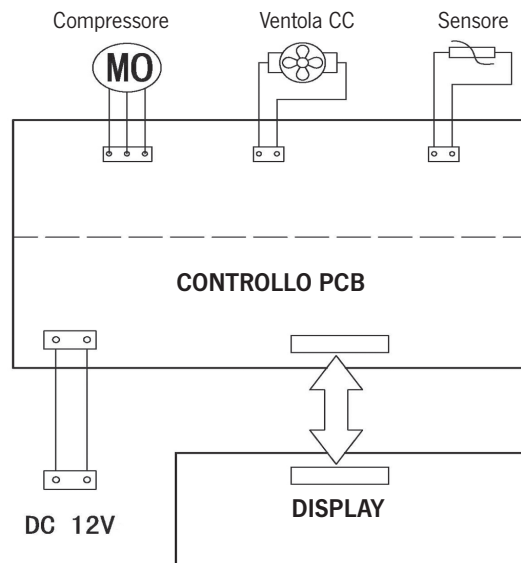 Compressore Ventola CC Sensore
MO
CONTROLLO PCB
DISPLAY
DC 12V